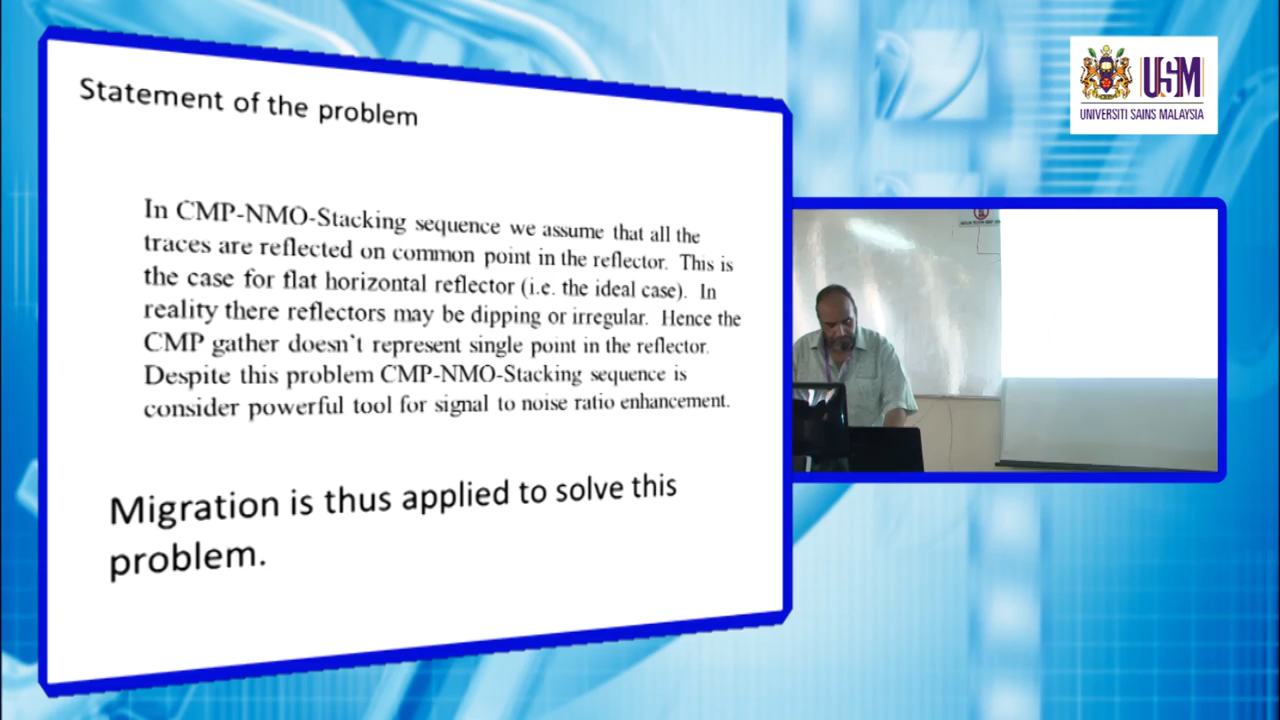 Statement of the problem
In CMP-NMO-Stacking sequence we assume that all the
traces are reflected on common point in the reflector. This is
the case for flat horizontal reflector (i.e. the ideal case). In
reality there reflectors may be dipping or irregular. Hence the
CMP gather doesn`t represent single point in the reflector.
Despite this problem CMP-NMO-Stacking sequence is
consider powerful tool for signal to noise ratio enhancement.
Migration is thus applied to solve this
problem.
USM
UNIVERSITI SAINS MALAYSIA